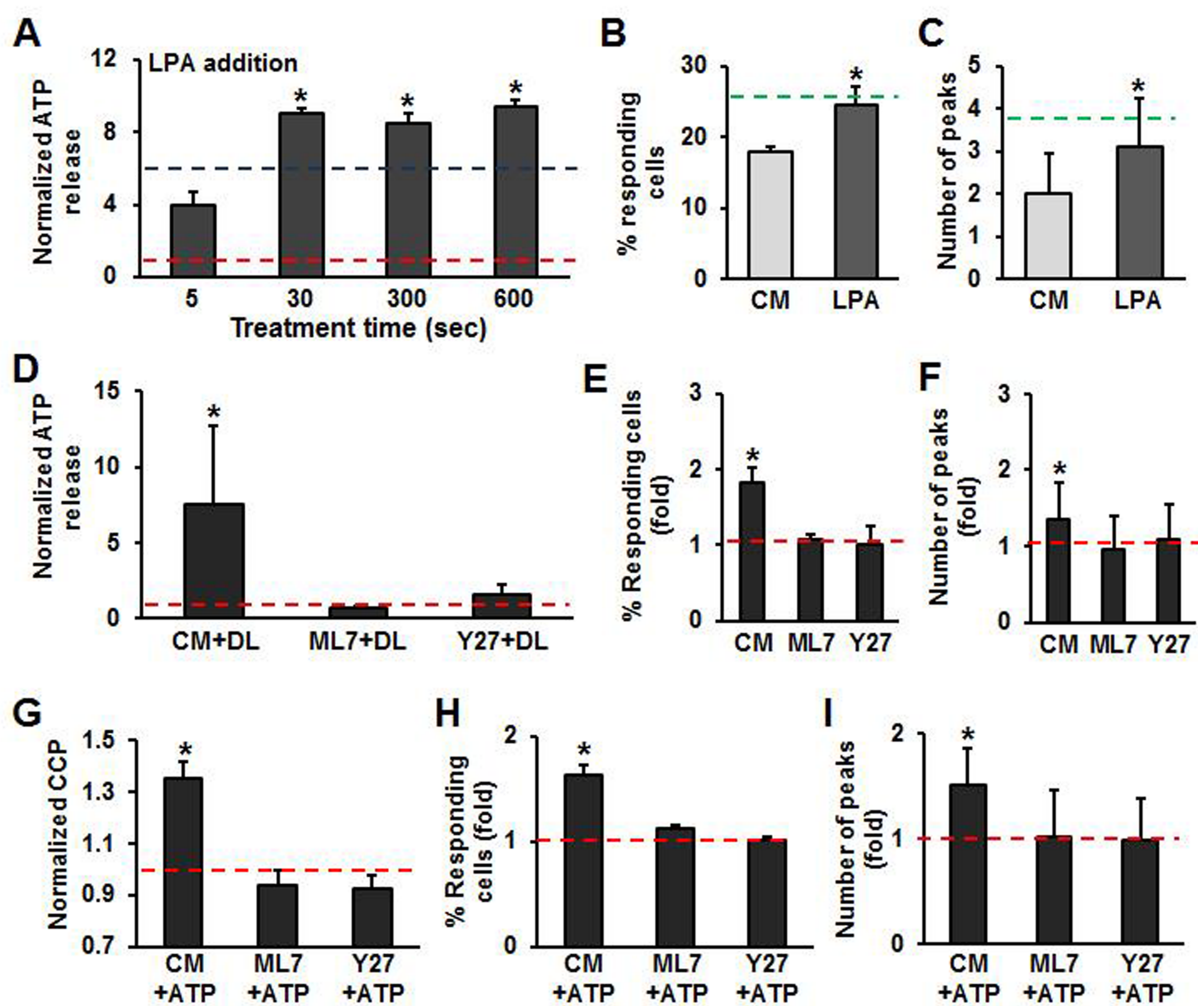 A
LPA addition
Normalized ATP
release
12
8
4
0
*
*
*
5 30 300 600
Treatment time (sec)
B
% responding
cells
30
20
10
0
*
CM LPA
C
Number of peaks
5
4
3
2
1
0
*
CM LPA
D
Normalized ATP
release
15
10
5
0
*
CM+DL ML7+DL Y27+DL
E
% Responding cells
(fold)
3
2
1
0
*
CM ML7 Y27
F
Number of peaks
(fold)
3
2
1
0
*
CM ML7 Y27
G
Normalized CCP
1.5
1.3
1.1
0.9
0.7
*
CM ML7 Y27
+ATP +ATP +ATP
H
% Responding
cells (fold)
2
1
0
*
CM ML7 Y27
+ATP +ATP +ATP
I
Number of peaks
(fold)
2
1
0
*
CM ML7 Y27
+ATP +ATP +ATP